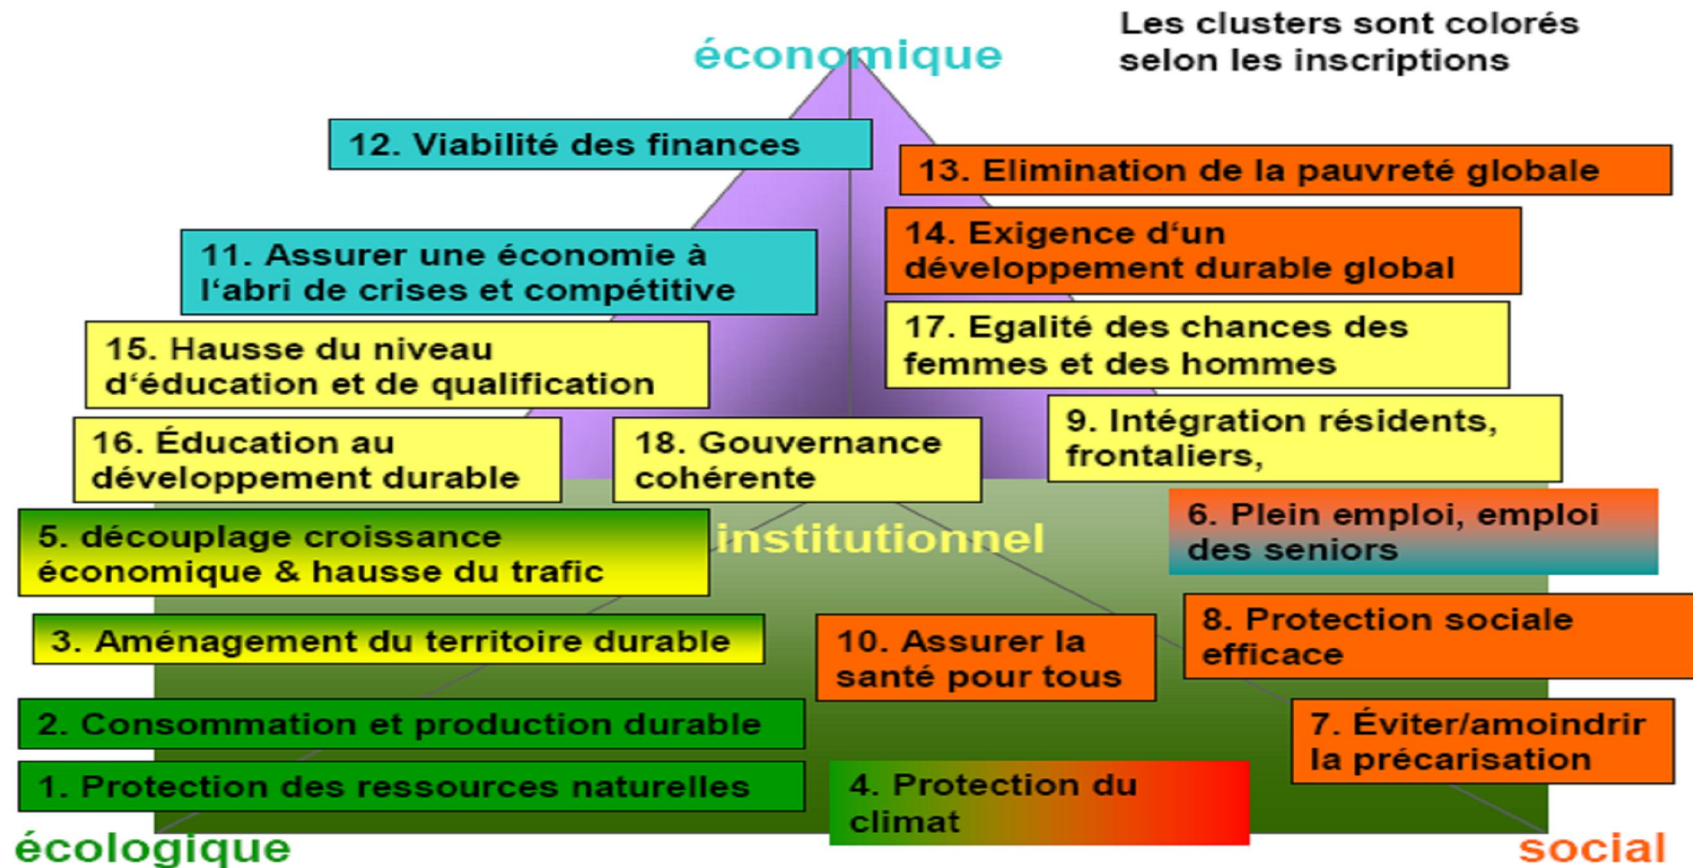 économique
Les clusters sont colorés
selon les inscriptions
12. Viabilité des finances
13. Elimination de la pauvreté globale
14. Exigence d‘un
développement durable global
11. Assurer une économie à
l‘abri de crises et compétitive
17. Egalité des chances des
femmes et des hommes
15. Hausse du niveau
d‘éducation et de qualification
9. Intégration résidents,
frontaliers,
16. Éducation au
développement durable
18. Gouvernance
cohérente
6. Plein emploi, emploi
des seniors
5. découplage croissance
économique & hausse du trafic
institutionnel
8. Protection sociale
efficace
3. Aménagement du territoire durable
10. Assurer la
santé pour tous
2. Consommation et production durable
7. Éviter/amoindrir
la précarisation
1. Protection des ressources naturelles
4. Protection du
climat
écologique
social